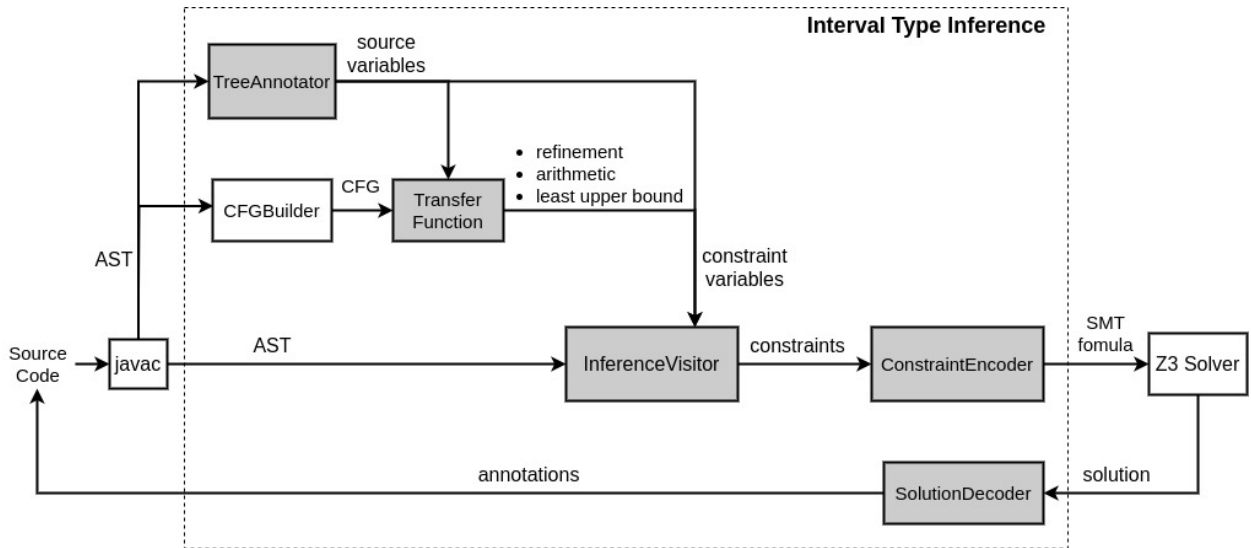 Interval Type Inference
source
variables
TreeAnnotator
• refinement
• arithmetic
• least upper bound
CFG
CFGBuilder
Transfer
Function
AST
constraint
variables
Source
Code
javac
AST
InferenceVisitor
constraints
ConstraintEncoder
SMT
fomula
Z3 Solver
annotations
SolutionDecoder
solution